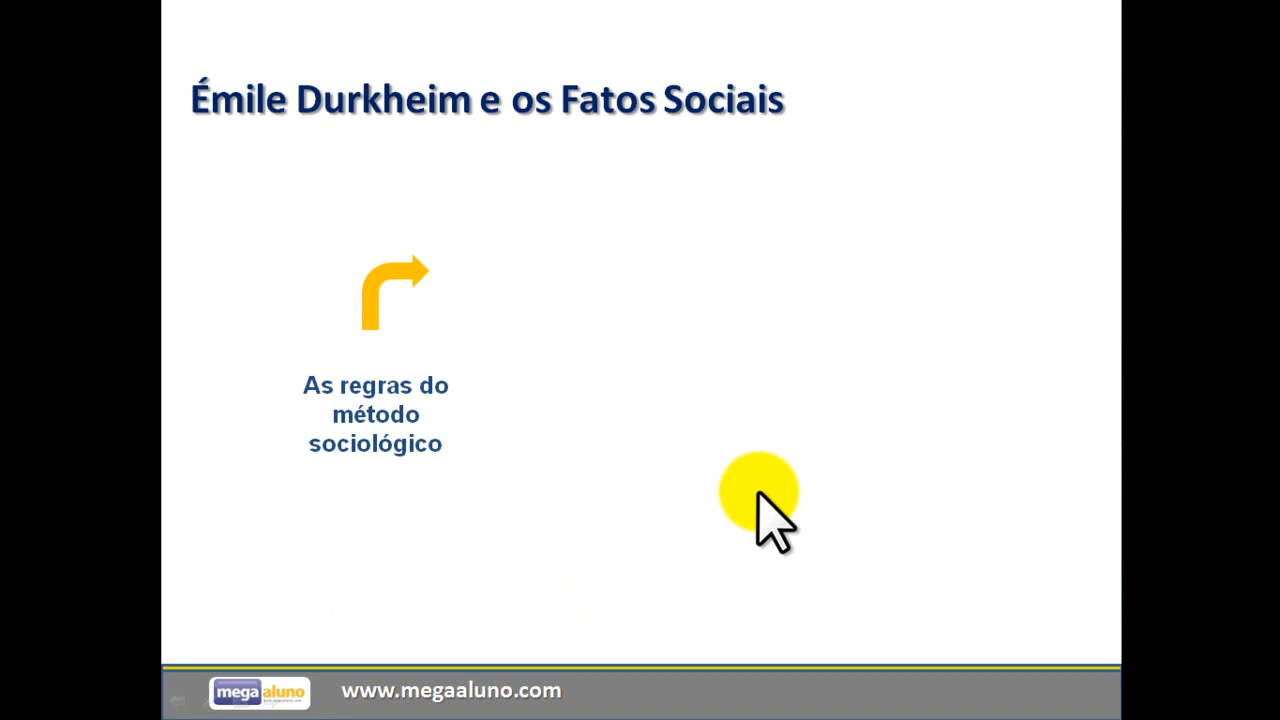 Émile Durkheim e os Fatos Sociais
As regras do
método
sociológico
megaaluno
www.megaaluno.com